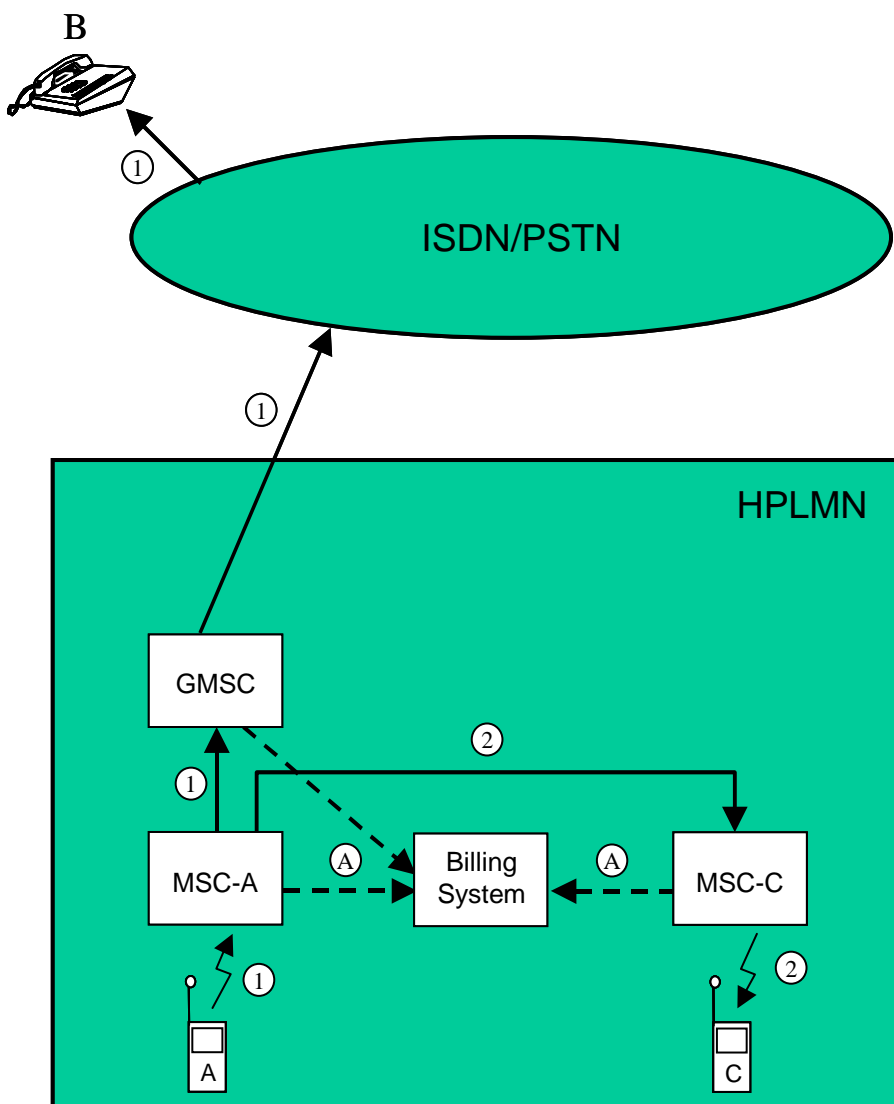 B
1
ISDN/PSTN
1
HPLMN
GMSC
2
1
MSC-A
A
Billing
System
A
MSC-C
1
2
A
C